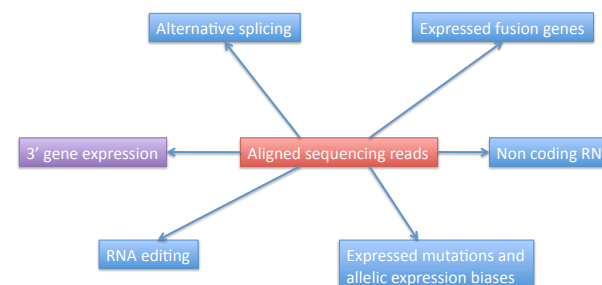 Alternative splicing
Expressed fusion genes
3’ gene expression
Aligned sequencing reads
Non coding RN
RNA editing
Expressed mutations and
allelic expression biases